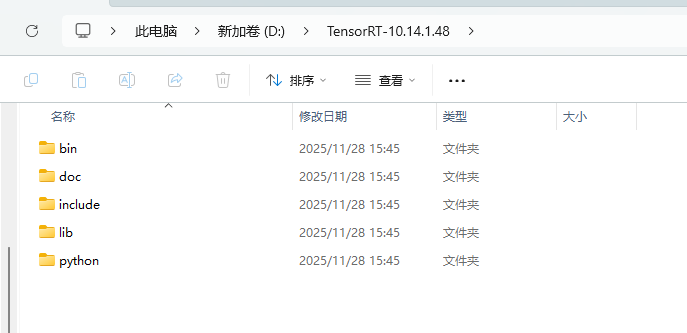 此电脑 > 新加卷 (D:) > TensorRT-10.14.1.48 >
排序 查看
名称 修改日期 类型 大小
bin 2025/11/28 15:45 文件夹
doc 2025/11/28 15:45 文件夹
include 2025/11/28 15:45 文件夹
lib 2025/11/28 15:45 文件夹
python 2025/11/28 15:45 文件夹